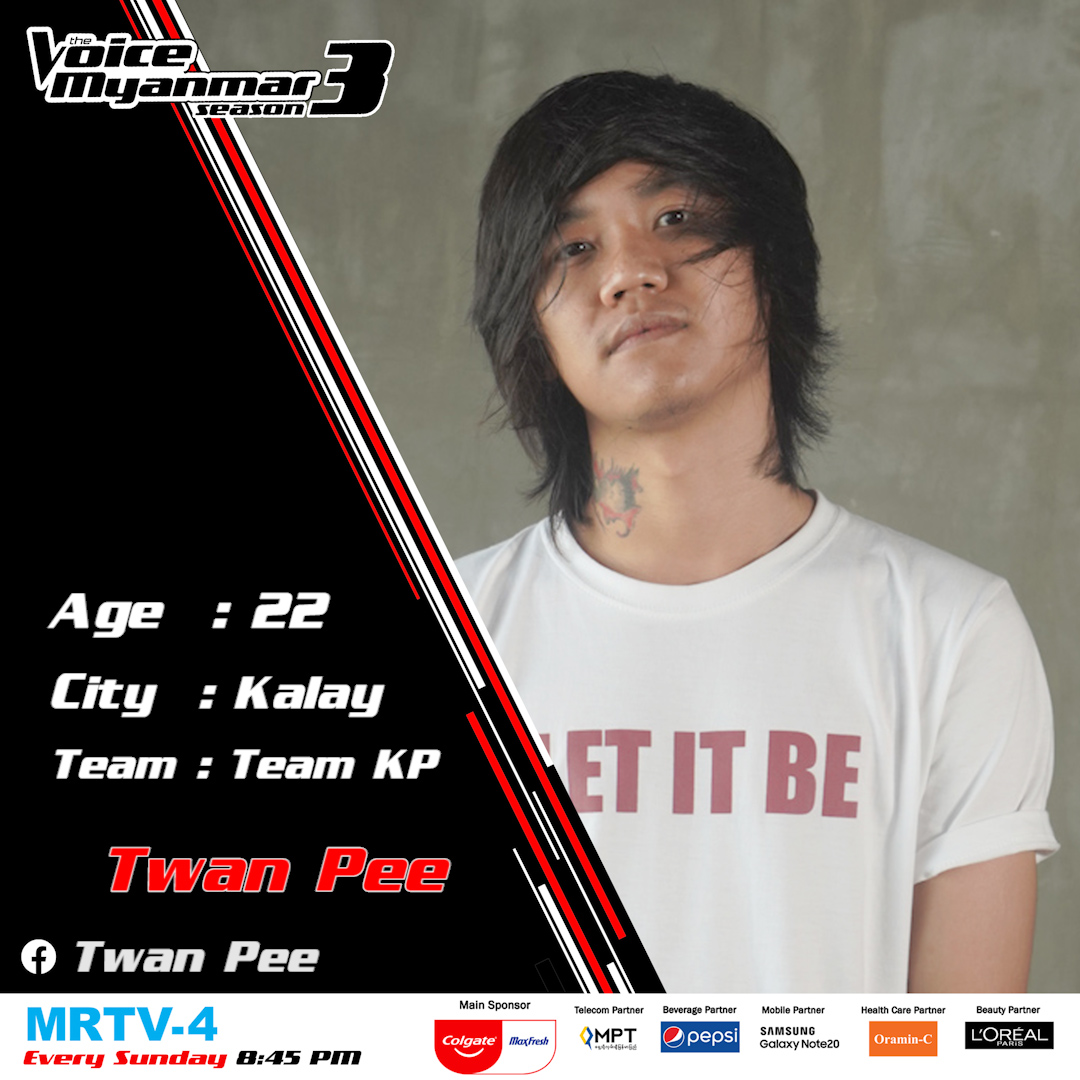 the
Voice
Myanmar 3
season
Age : 22
City : Kalay
Team : Team KP
LET IT BE
Twan Pee
Twan Pee
MRTV-4
Every Sunday 8:45 PM
Main Sponsor
Colgate MaxFresh
Telecom Partner
MPT
Beverage Partner
pepsi
Mobile Partner
SAMSUNG
Galaxy Note20
Health Care Partner
Oramin-C
Beauty Partner
L'ORÉAL
PARIS